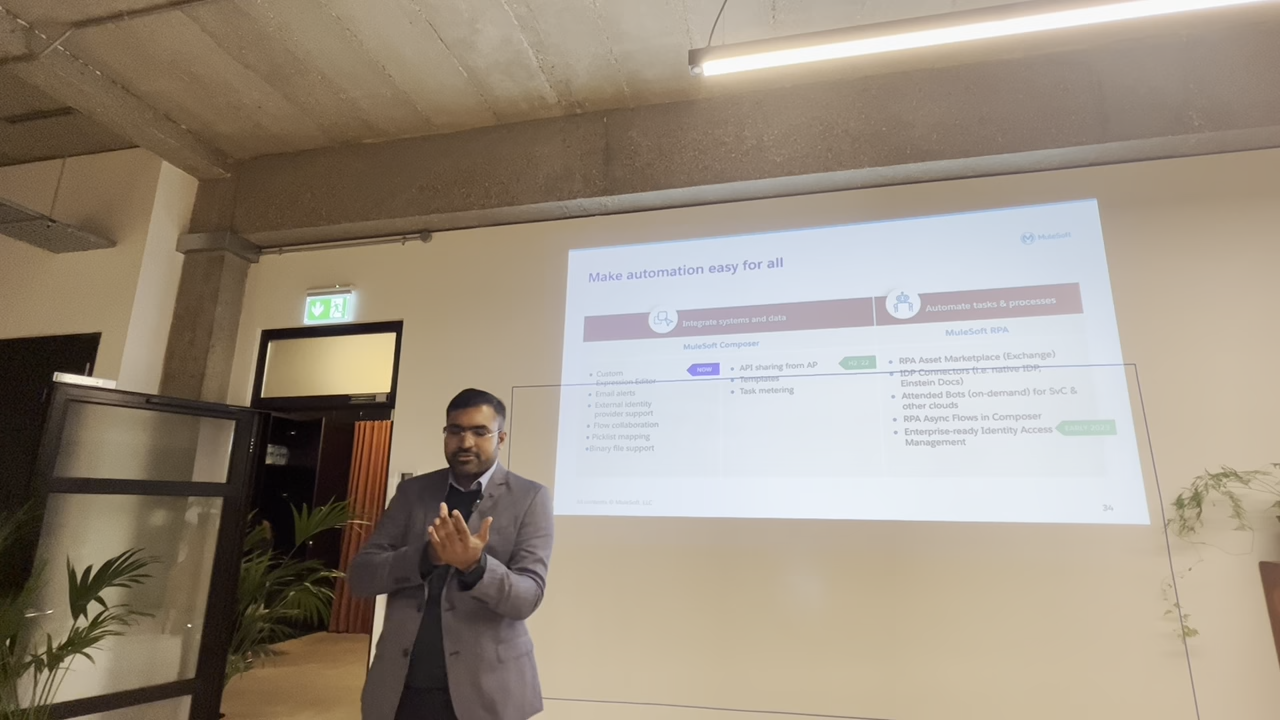 MuleSoft
Make automation easy for all
Integrate systems and data
Automate tasks & processes
MuleSoft Composer
MuleSoft RPA
• Custom
Expression Editor
• Email alerts
• External identity
provider support
• Flow collaboration
• Picklist mapping
• Binary file support
NOW
• API sharing from AP
• Templates
• Task metering
• RPA Asset Marketplace (Exchange)
• IDP Connectors (i.e. native IDP,
Einstein Docs)
• Attended Bots (on-demand) for SvC &
other clouds
• RPA Async Flows in Composer
• Enterprise-ready Identity Access
Management
EARLY 2023
34